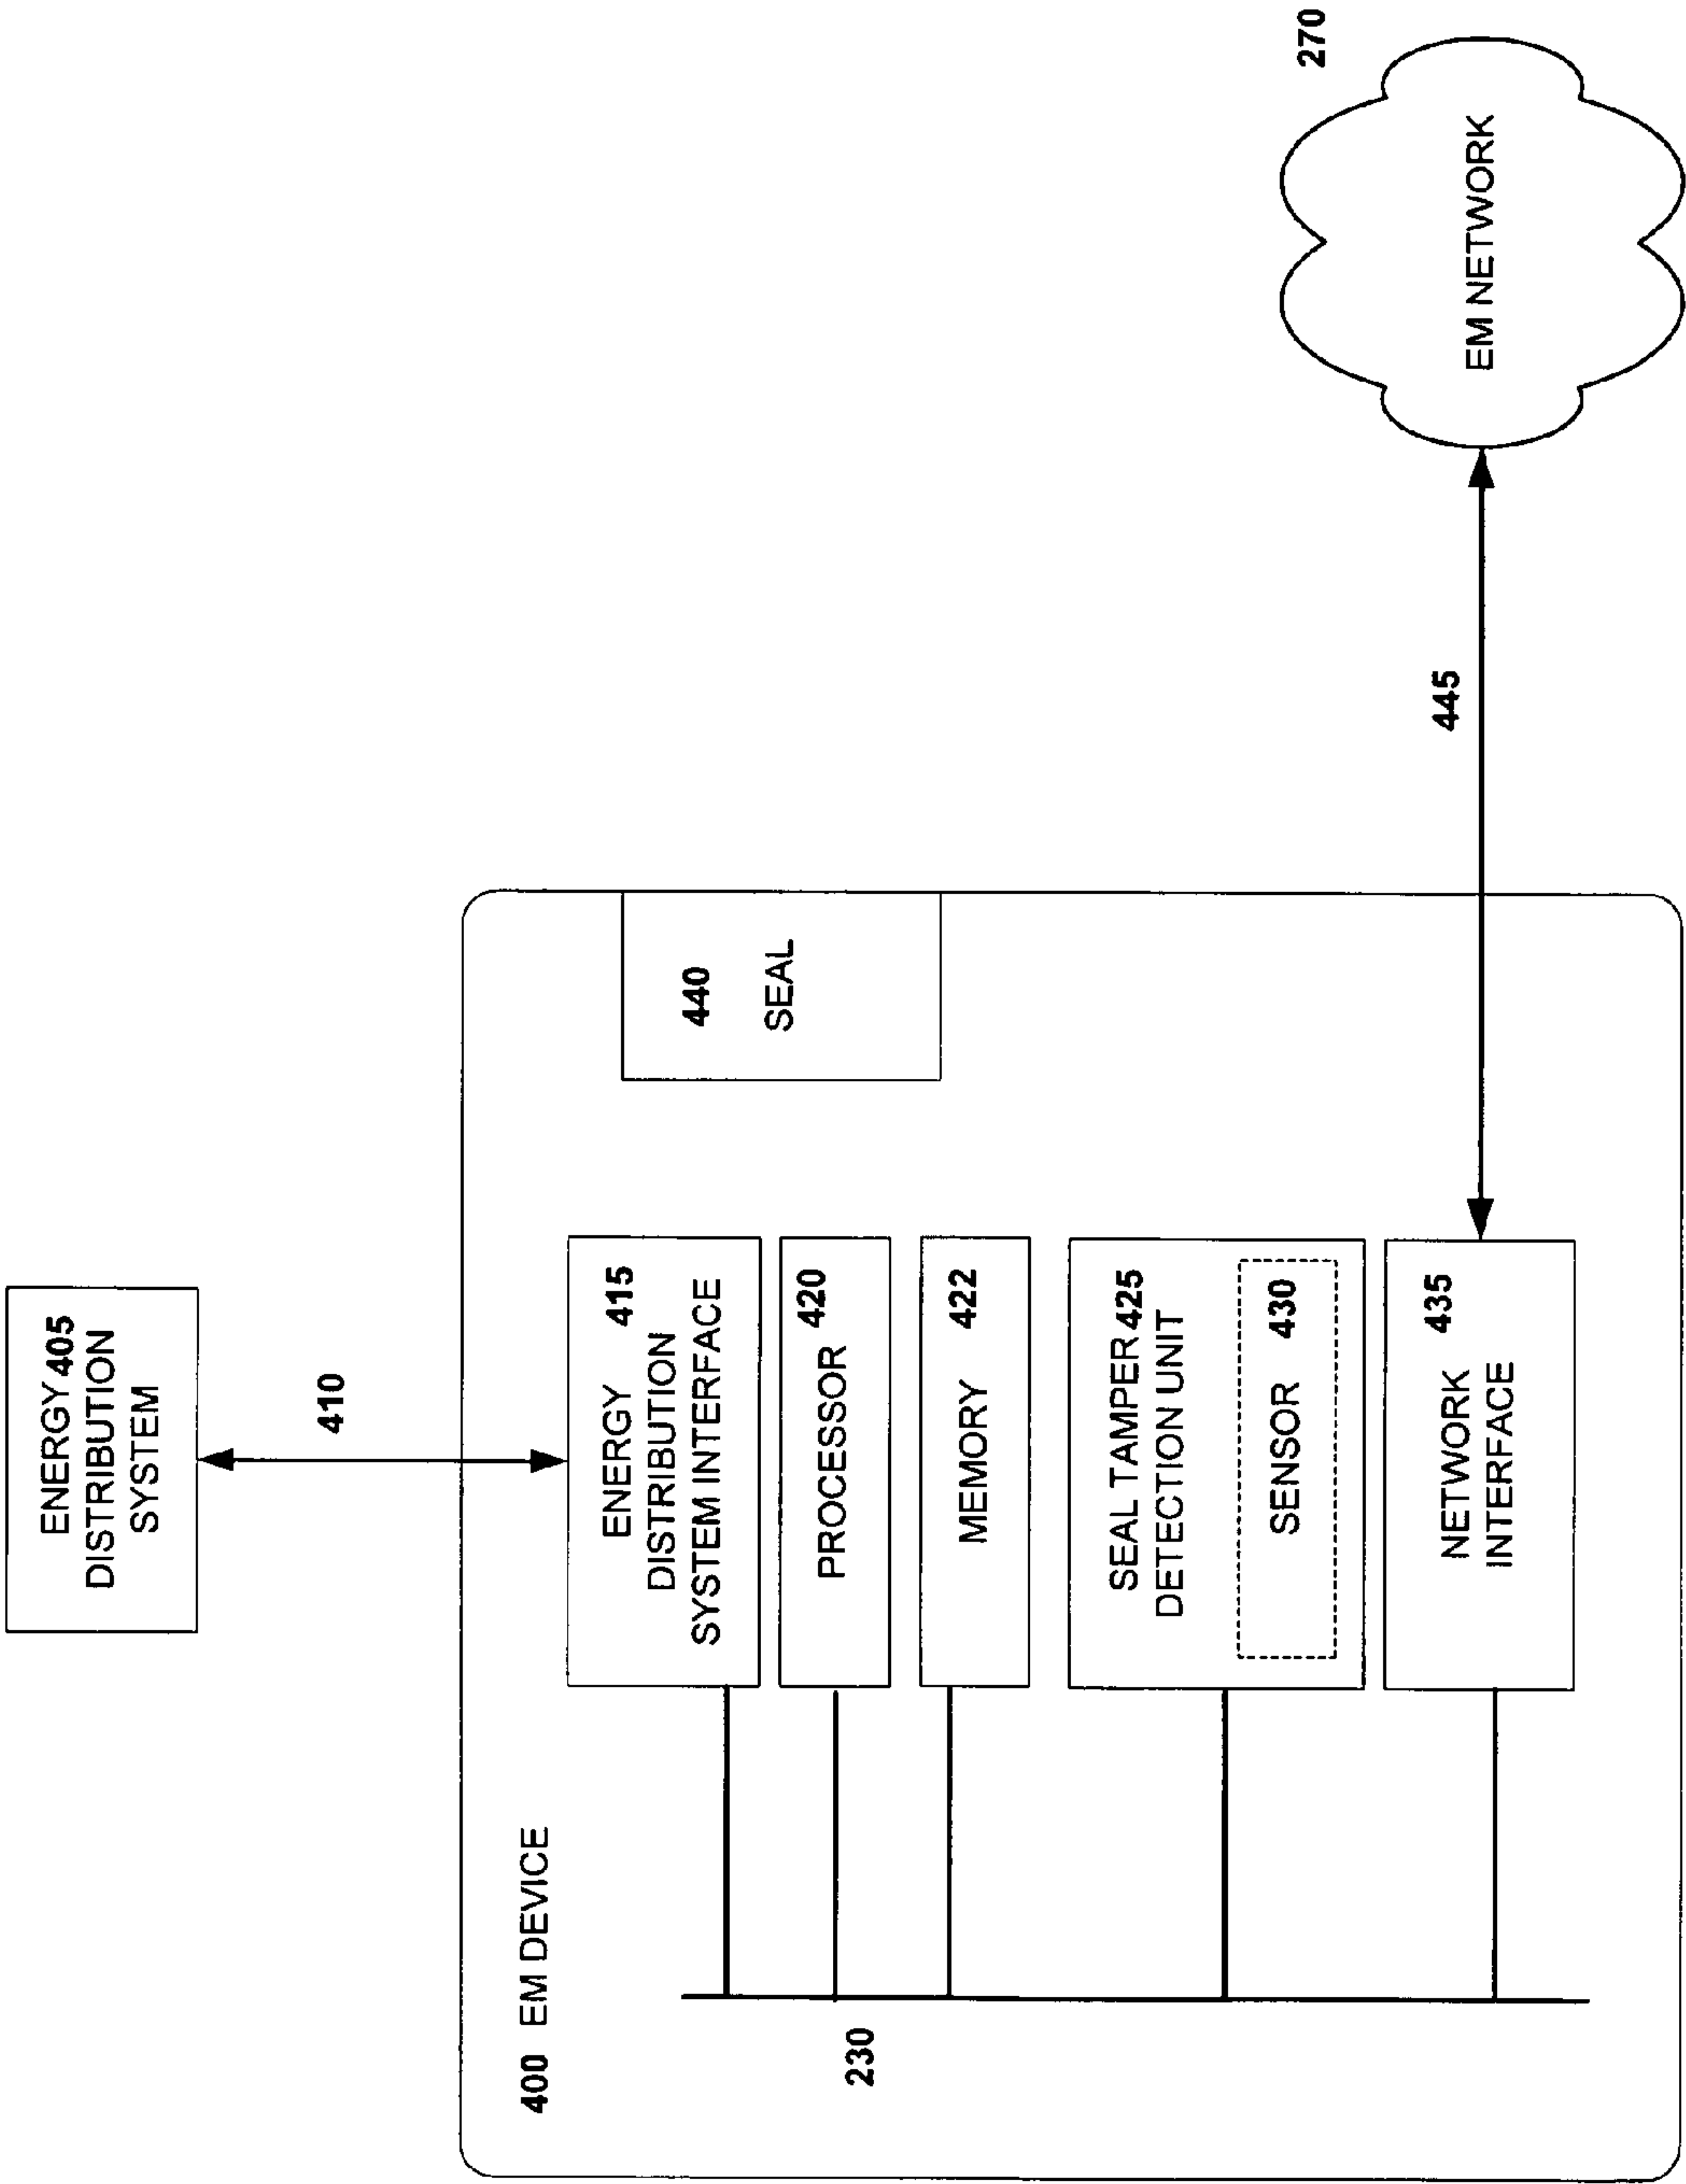 ENERGY 405
DISTRIBUTION
SYSTEM
410
400 EM DEVICE
ENERGY 415
DISTRIBUTION
SYSTEM INTERFACE
PROCESSOR 420
MEMORY 422
SEAL TAMPER 425
DETECTION UNIT
SENSOR 430
NETWORK 435
INTERFACE
230
440
SEAL
445
270
EM NETWORK